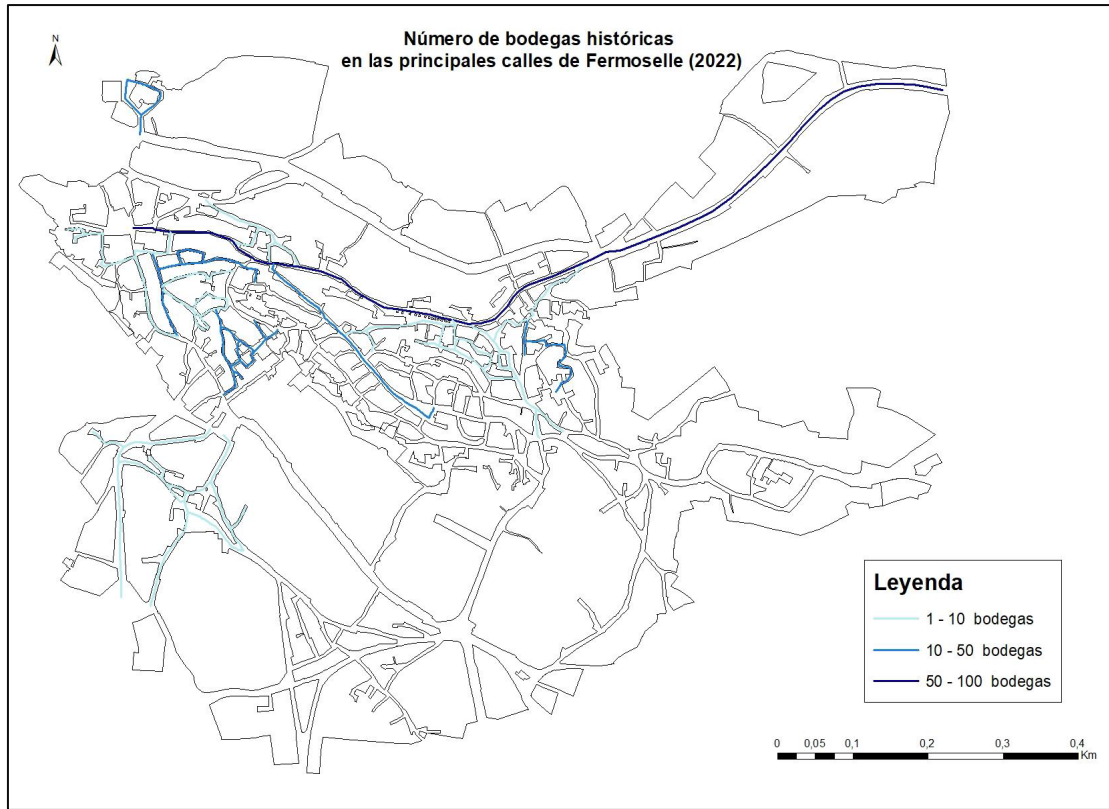 Número de bodegas históricas
en las principales calles de Fermoselle (2022)
N
Leyenda
1 - 10 bodegas
10 - 50 bodegas
50 - 100 bodegas
0 0,05 0,1 0,2 0,3 0,4
Km